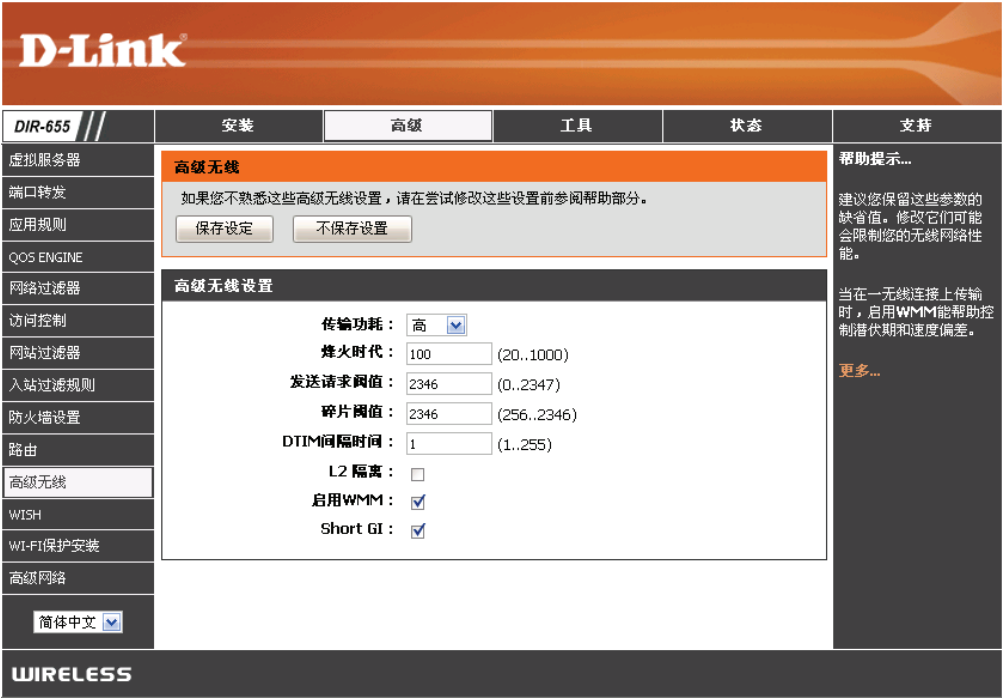 D-Link
DIR-655
安装
高级
工具
状态
支持
虚拟服务器
端口转发
应用规则
QOS ENGINE
网络过滤器
访问控制
网站过滤器
入站过滤规则
防火墙设置
路由
高级无线
WISH
WI-FI保护安装
高级网络
简体中文
高级无线
如果您不熟悉这些高级无线设置，请在尝试修改这些设置前参阅帮助部分。
保存设定
不保存设置
高级无线设置
传输功耗： 高
烽火时代： 100 (20..1000)
发送请求阀值： 2346 (0..2347)
碎片阈值： 2346 (256..2346)
DTIM间隔时间： 1 (1..255)
L2 隔离：
启用WMM：
Short GI：
帮助提示...
建议您保留这些参数的
缺省值。修改它们可能
会限制您的无线网络性
能。
当在一无线连接上传输
时，启用WMM能帮助控
制潜伏期和速度偏差。
更多...
WIRELESS